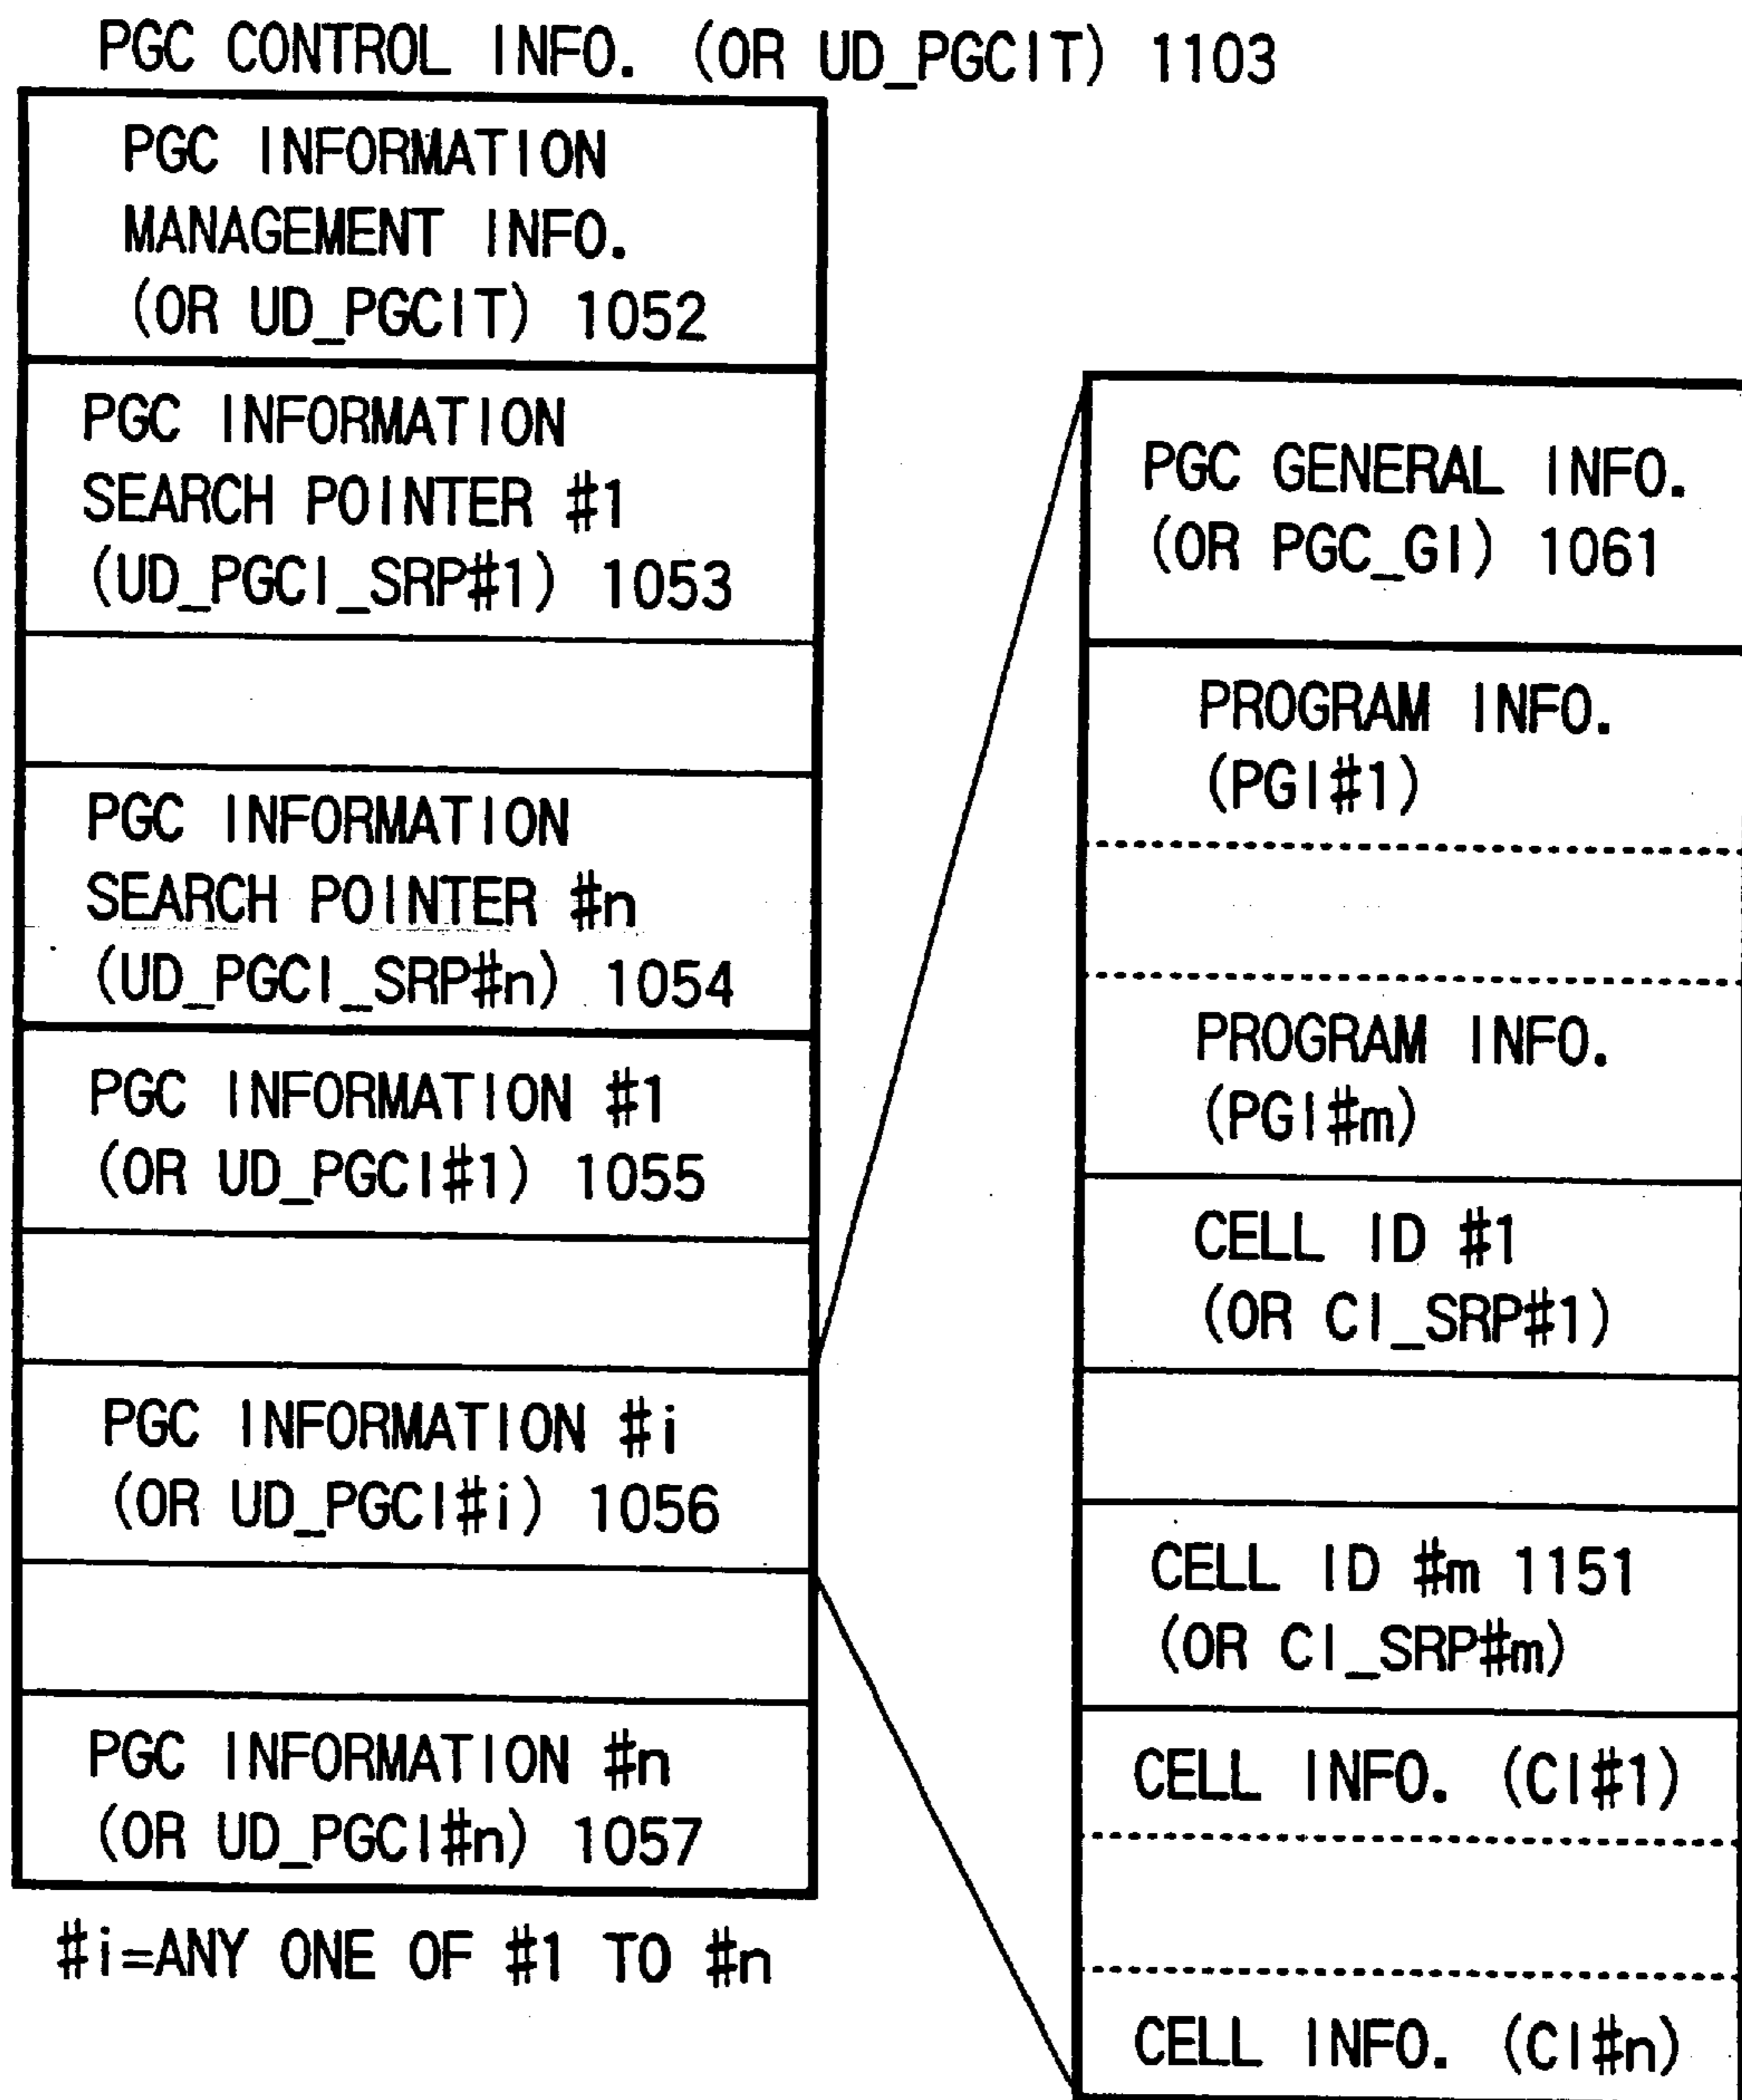 PGC CONTROL INFO. (OR UD_PGCIT) 1103
PGC INFORMATION
MANAGEMENT INFO.
(OR UD_PGCIT) 1052
PGC INFORMATION
SEARCH POINTER #1
(UD_PGCI_SRP#1) 1053
PGC INFORMATION
SEARCH POINTER #n
(UD_PGCI_SRP#n) 1054
PGC INFORMATION #1
(OR UD_PGCI#1) 1055
PGC INFORMATION #i
(OR UD_PGCI#i) 1056
PGC INFORMATION #n
(OR UD_PGCI#n) 1057
#i=ANY ONE OF #1 TO #n
PGC GENERAL INFO.
(OR PGC_GI) 1061
PROGRAM INFO.
(PGI#1)
PROGRAM INFO.
(PGI#m)
CELL ID #1
(OR CI_SRP#1)
CELL ID #m 1151
(OR CI_SRP#m)
CELL INFO. (CI#1)
CELL INFO. (CI#n)